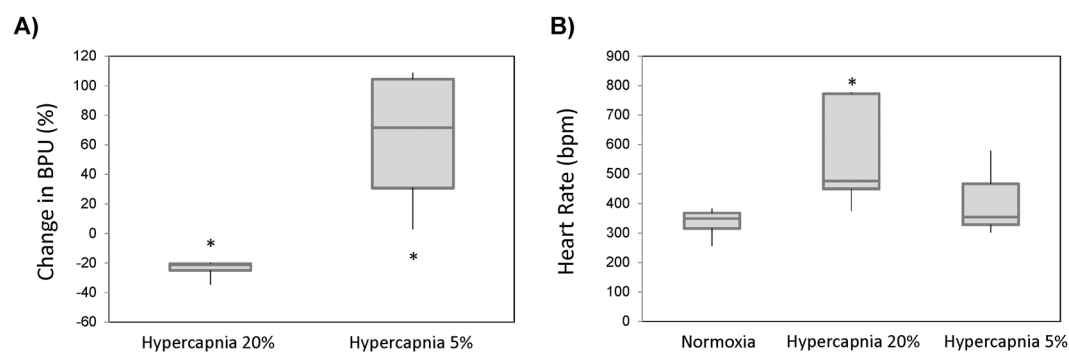 A)
Change in BPU (%)
120
100
80
60
40
20
0
-20
-40
-60
*
*
Hypercapnia 20%
Hypercapnia 5%
B)
Heart Rate (bpm)
900
800
700
600
500
400
300
200
100
0
*
Normoxia
Hypercapnia 20%
Hypercapnia 5%